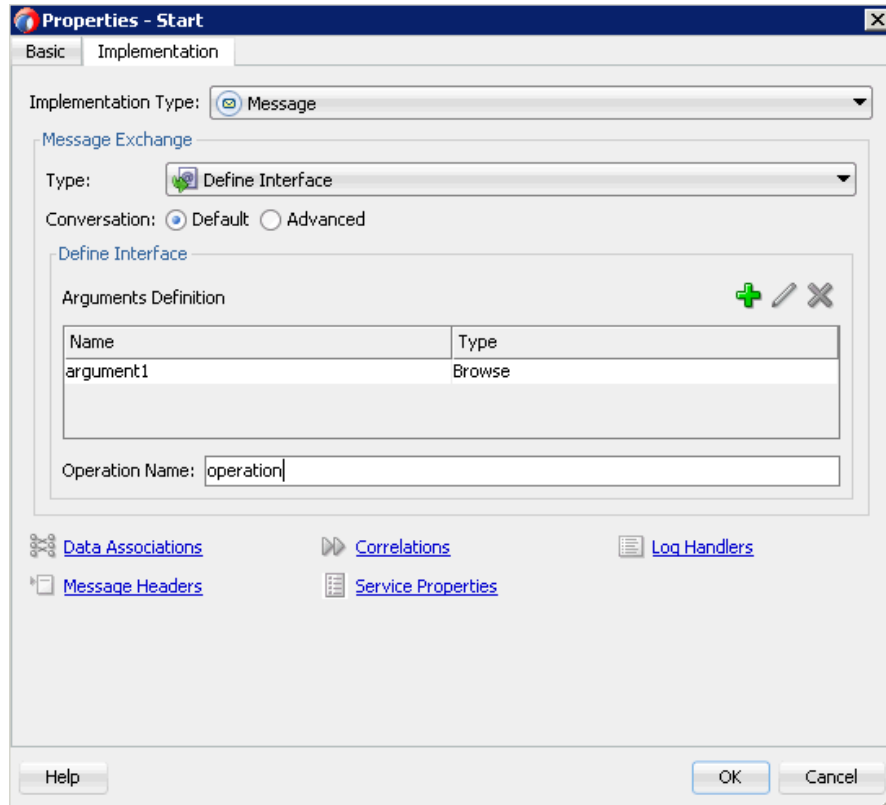 Properties - Start
Basic Implementation
Implementation Type: Message
Message Exchange
Type: Define Interface
Conversation: Default Advanced
Define Interface
Arguments Definition
Name Type
argument1 Browse
Operation Name: operation
Data Associations Correlations Log Handlers
Message Headers Service Properties
Help OK Cancel